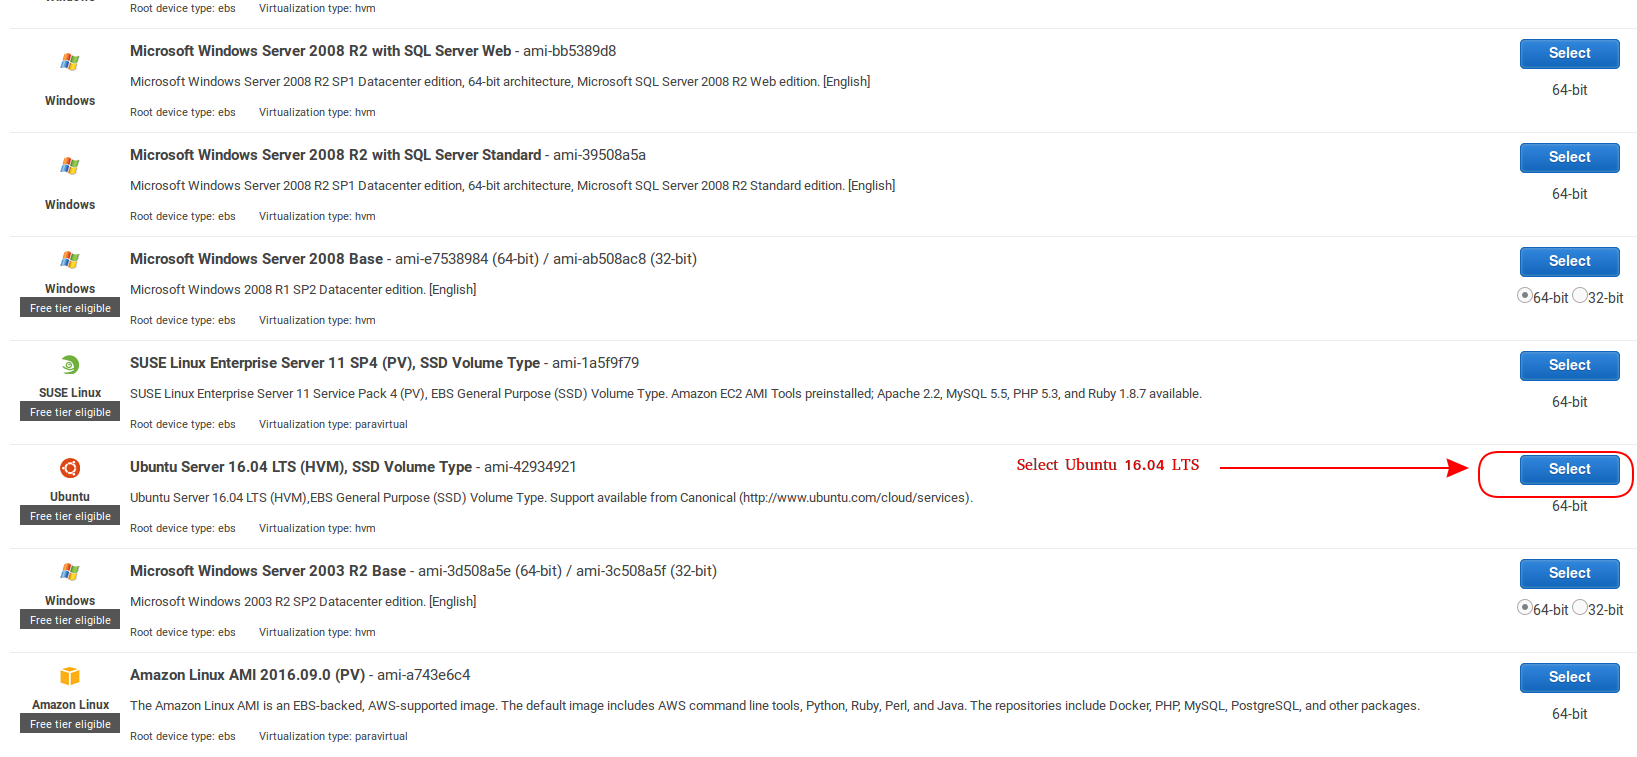 Windows
Root device type: ebs Virtualization type: hvm
Microsoft Windows Server 2008 R2 with SQL Server Web - ami-bb5389d8
Select
Microsoft Windows Server 2008 R2 SP1 Datacenter edition, 64-bit architecture, Microsoft SQL Server 2008 R2 Web edition. [English]
64-bit
Windows
Root device type: ebs Virtualization type: hvm
Microsoft Windows Server 2008 R2 with SQL Server Standard - ami-39508a5a
Select
Microsoft Windows Server 2008 R2 SP1 Datacenter edition, 64-bit architecture, Microsoft SQL Server 2008 R2 Standard edition. [English]
64-bit
Windows
Root device type: ebs Virtualization type: hvm
Microsoft Windows Server 2008 Base - ami-e7538984 (64-bit) / ami-ab508ac8 (32-bit)
Select
Windows
Microsoft Windows 2008 R1 SP2 Datacenter edition. [English]
64-bit 32-bit
Free tier eligible
Root device type: ebs Virtualization type: hvm
SUSE Linux Enterprise Server 11 SP4 (PV), SSD Volume Type - ami-1a5f9f79
Select
SUSE Linux
SUSE Linux Enterprise Server 11 Service Pack 4 (PV), EBS General Purpose (SSD) Volume Type. Amazon EC2 AMI Tools preinstalled; Apache 2.2, MySQL 5.5, PHP 5.3, and Ruby 1.8.7 available.
64-bit
Free tier eligible
Root device type: ebs Virtualization type: paravirtual
Ubuntu Server 16.04 LTS (HVM), SSD Volume Type - ami-42934921
Select Ubuntu 16.04 LTS
Select
Ubuntu
Ubuntu Server 16.04 LTS (HVM),EBS General Purpose (SSD) Volume Type. Support available from Canonical (http://www.ubuntu.com/cloud/services).
64-bit
Free tier eligible
Root device type: ebs Virtualization type: hvm
Microsoft Windows Server 2003 R2 Base - ami-3d508a5e (64-bit) / ami-3c508a5f (32-bit)
Select
Windows
Microsoft Windows 2003 R2 SP2 Datacenter edition. [English]
64-bit 32-bit
Free tier eligible
Root device type: ebs Virtualization type: hvm
Amazon Linux AMI 2016.09.0 (PV) - ami-a743e6c4
Select
Amazon Linux
The Amazon Linux AMI is an EBS-backed, AWS-supported image. The default image includes AWS command line tools, Python, Ruby, Perl, and Java. The repositories include Docker, PHP, MySQL, PostgreSQL, and other packages.
64-bit
Free tier eligible
Root device type: ebs Virtualization type: paravirtual